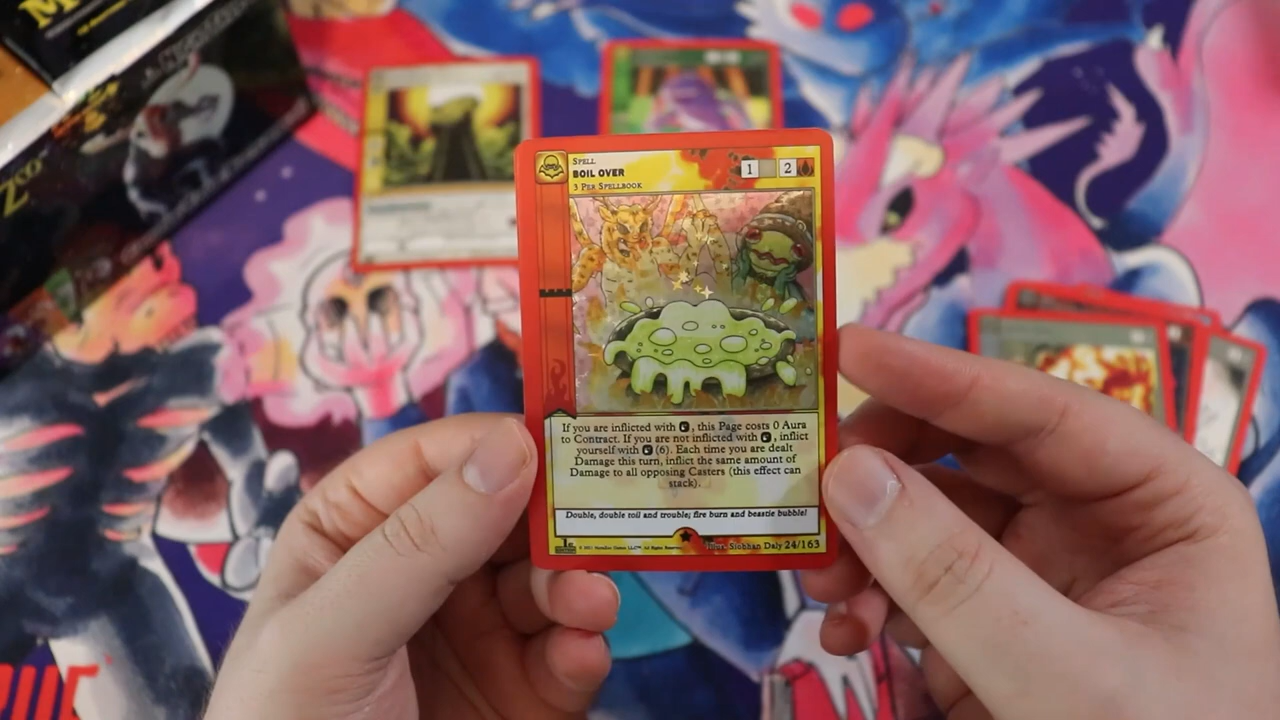 Zco
SPELL
BOIL OVER
3 PER SPELLBOOK
1 2
If you are inflicted with , this Page costs 0 Aura
to Contract. If you are not inflicted with , inflict
yourself with (6). Each time you are dealt
Damage this turn, inflict the same amount of
Damage to all opposing Casters (this effect can
stack).
Double, double toil and trouble; fire burn and beastie bubble!
Illus. Siobhan Daly 24/163